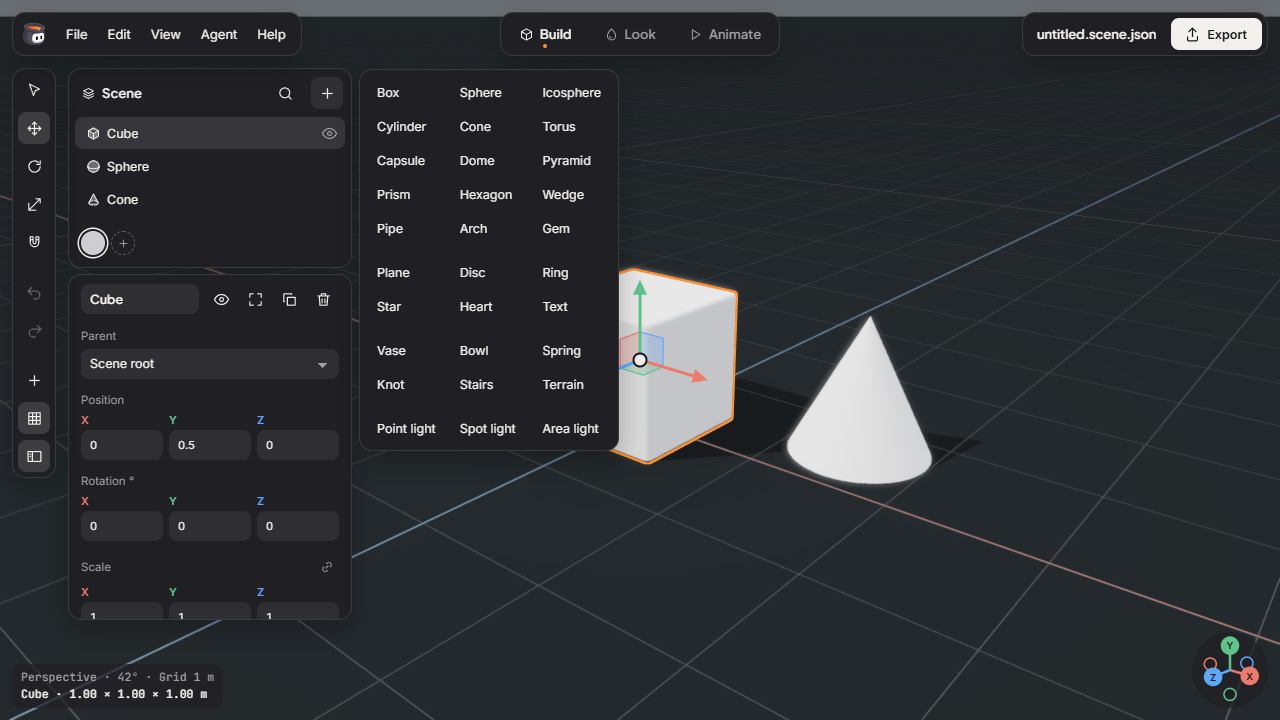 File Edit View Agent Help
Build Look Animate
untitled.scene.json Export
Scene
Cube
Sphere
Cone
Box Sphere Icosphere
Cylinder Cone Torus
Capsule Dome Pyramid
Prism Hexagon Wedge
Pipe Arch Gem
Plane Disc Ring
Star Heart Text
Vase Bowl Spring
Knot Stairs Terrain
Point light Spot light Area light
Cube
Parent
Scene root
Position
X Y Z
0 0.5 0
Rotation °
X Y Z
0 0 0
Scale
X Y Z
1 1 1
Perspective · 42° · Grid 1 m
Cube · 1.00 × 1.00 × 1.00 m
Y
Z X